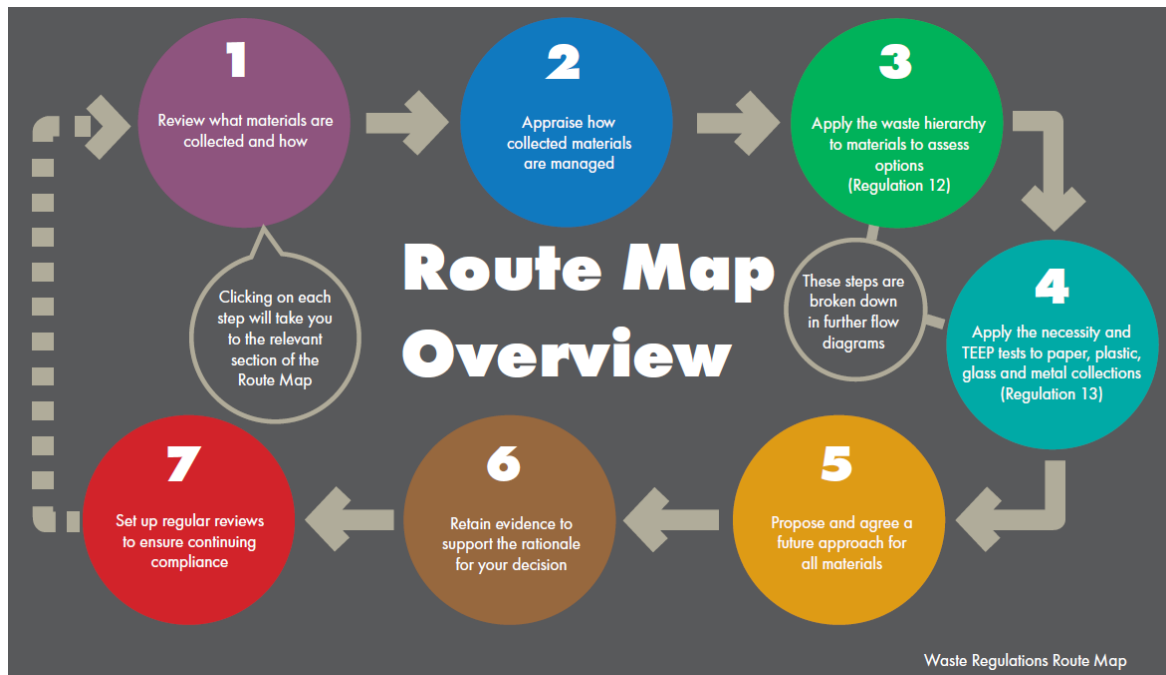 1
Review what materials are
collected and how
2
Appraise how
collected materials
are managed
3
Apply the waste hierarchy
to materials to assess
options
(Regulation 12)
Clicking on each
step will take you
to the relevant
section of the
Route Map
Route Map
Overview
These steps are
broken down
in further flow
diagrams
4
Apply the necessity and
TEEP tests to paper, plastic,
glass and metal collections
(Regulation 13)
5
Propose and agree a
future approach for
all materials
6
Retain evidence to
support the rationale
for your decision
7
Set up regular reviews
to ensure continuing
compliance
Waste Regulations Route Map